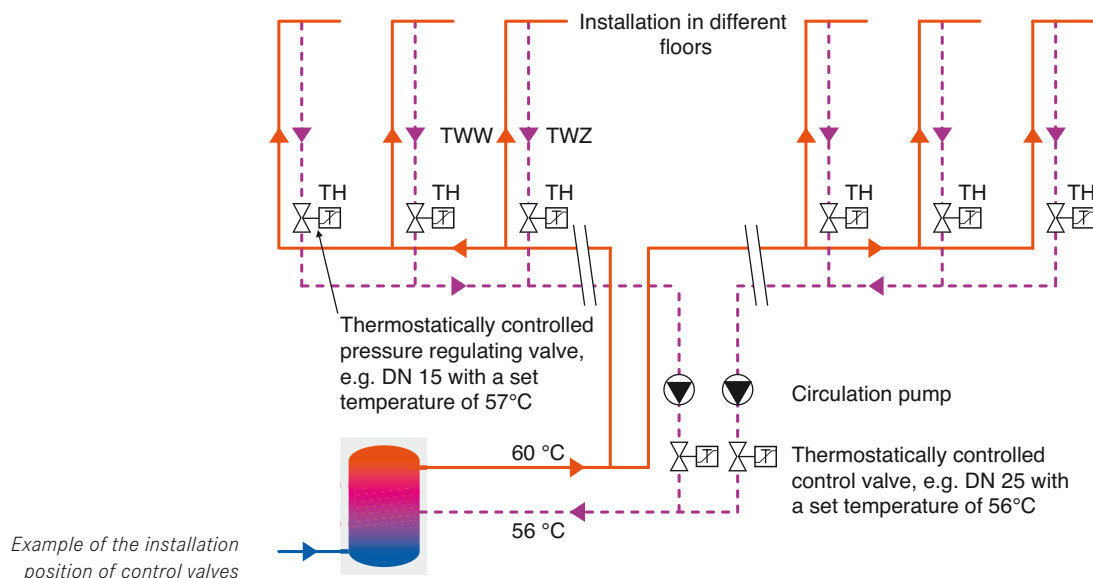 Installation in different
floors
TWW
TWZ
TH
TH
TH
TH
TH
TH
Thermostatically controlled
pressure regulating valve,
e.g. DN 15 with a set
temperature of 57°C
Circulation pump
60 °C
Thermostatically controlled
control valve, e.g. DN 25 with
a set temperature of 56°C
56 °C
Example of the installation
position of control valves